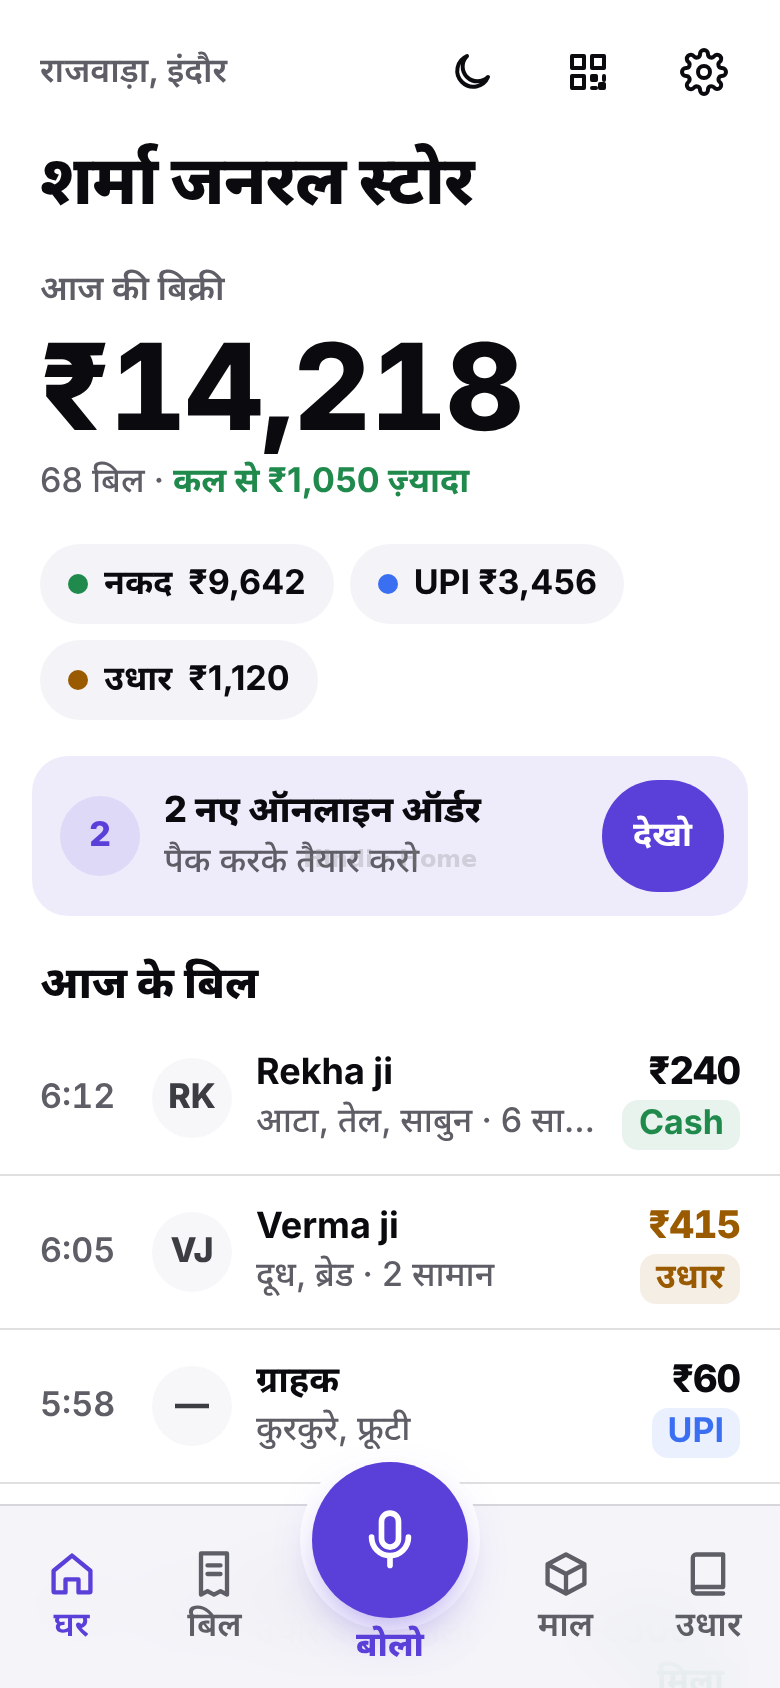 राजवाड़ा, इंदौर
शर्मा जनरल स्टोर
आज की बिक्री
₹14,218
68 बिल · कल से ₹1,050 ज़्यादा
नकद ₹9,642
UPI ₹3,456
उधार ₹1,120
2
2 नए ऑनलाइन ऑर्डर
पैक करके तैयार करो
देखो
आज के बिल
6:12
RK
Rekha ji
₹240
आटा, तेल, साबुन · 6 सा...
Cash
6:05
VJ
Verma ji
₹415
दूध, ब्रेड · 2 सामान
उधार
5:58
—
ग्राहक
₹60
कुरकुरे, फ्रूटी
UPI
घर
बिल
बोलो
माल
उधार
मिला